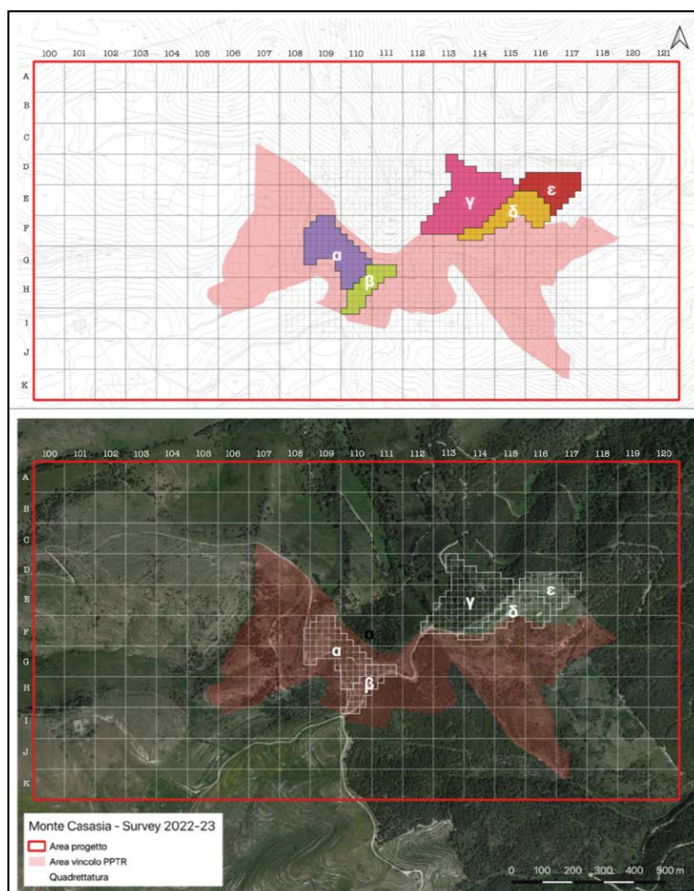 100 101 102 103 104 105 106 107 108 109 110 111 112 113 114 115 116 117 118 120 121
A
B
C
D
E
ε
γ
δ
F
α
G
β
H
I
J
K
100 101 102 103 104 105 106 107 108 109 110 111 113 114 115 116 117 118 120
A
B
C
D
E
ε
γ
δ
F
α
α
G
β
H
I
J
K
Monte Casasia - Survey 2022-23
Area progetto
Area vincolo PPTR
Quadrettatura
0 100 200 300 400 500 m